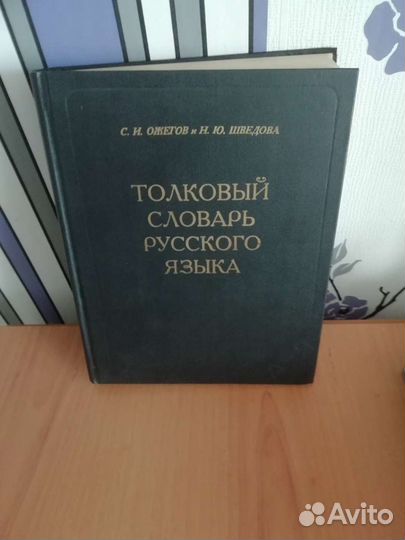 С. И. ОЖЕГОВ и Н. Ю. ШВЕДОВА
ТОЛКОВЫЙ
СЛОВАРЬ
РУССКОГО
ЯЗЫКА
Avito